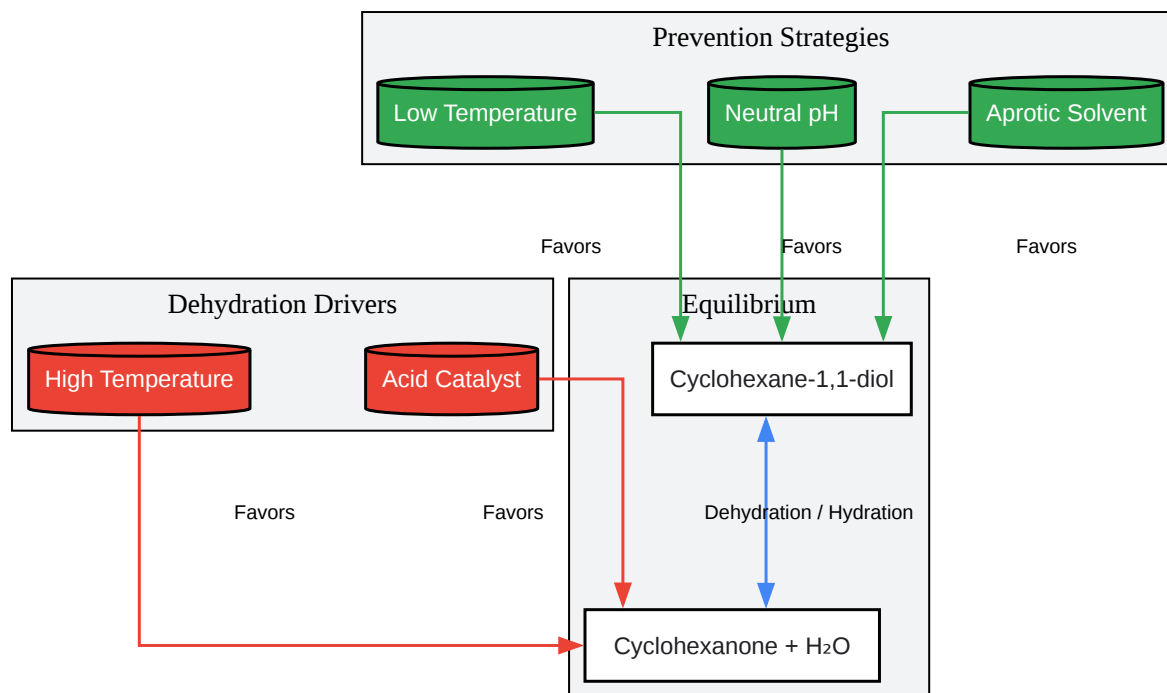 Prevention Strategies
Low Temperature
Neutral pH
Aprotic Solvent
Favors
Favors
Favors
Dehydration Drivers
Equilibrium
High Temperature
Acid Catalyst
Cyclohexane-1,1-diol
Favors
Favors
Dehydration / Hydration
Cyclohexanone + H₂O